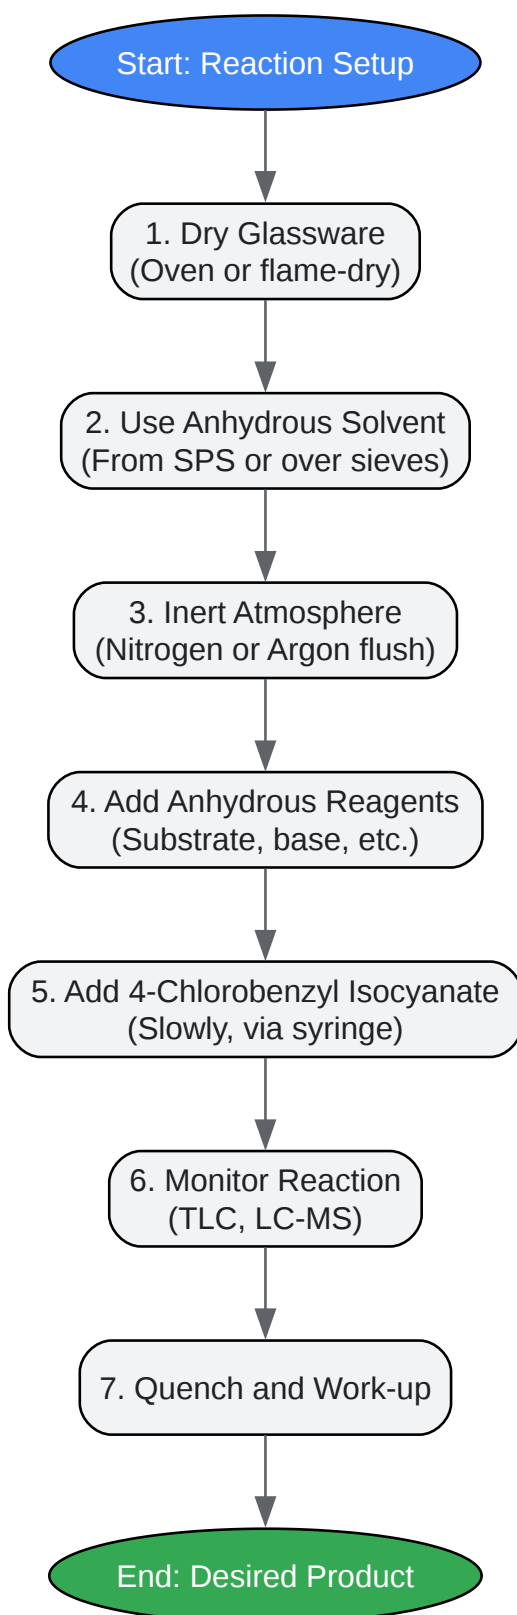 Start: Reaction Setup
1. Dry Glassware
(Oven or flame-dry)
2. Use Anhydrous Solvent
(From SPS or over sieves)
3. Inert Atmosphere
(Nitrogen or Argon flush)
4. Add Anhydrous Reagents
(Substrate, base, etc.)
5. Add 4-Chlorobenzyl Isocyanate
(Slowly, via syringe)
6. Monitor Reaction
(TLC, LC-MS)
7. Quench and Work-up
End: Desired Product